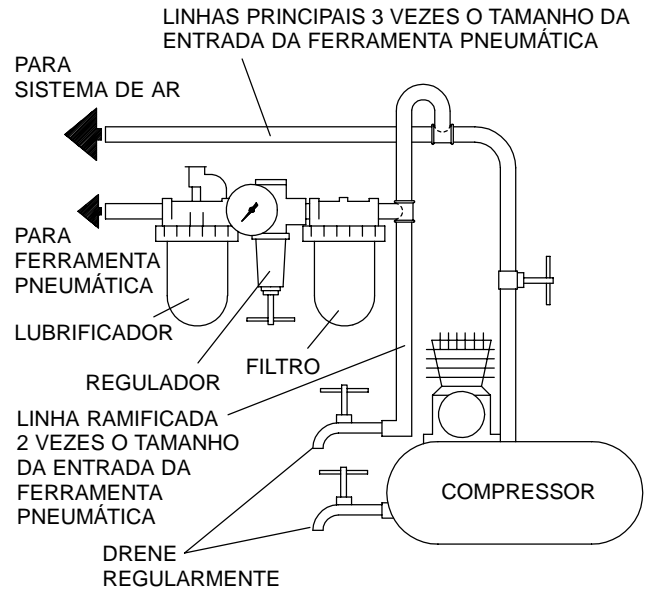 LINHAS PRINCIPAIS 3 VEZES O TAMANHO DA
ENTRADA DA FERRAMENTA PNEUMÁTICA
PARA
SISTEMA DE AR
PARA
FERRAMENTA
PNEUMÁTICA
LUBRIFICADOR
REGULADOR
FILTRO
LINHA RAMIFICADA
2 VEZES O TAMANHO
DA ENTRADA DA
FERRAMENTA
PNEUMÁTICA
COMPRESSOR
DRENE
REGULARMENTE